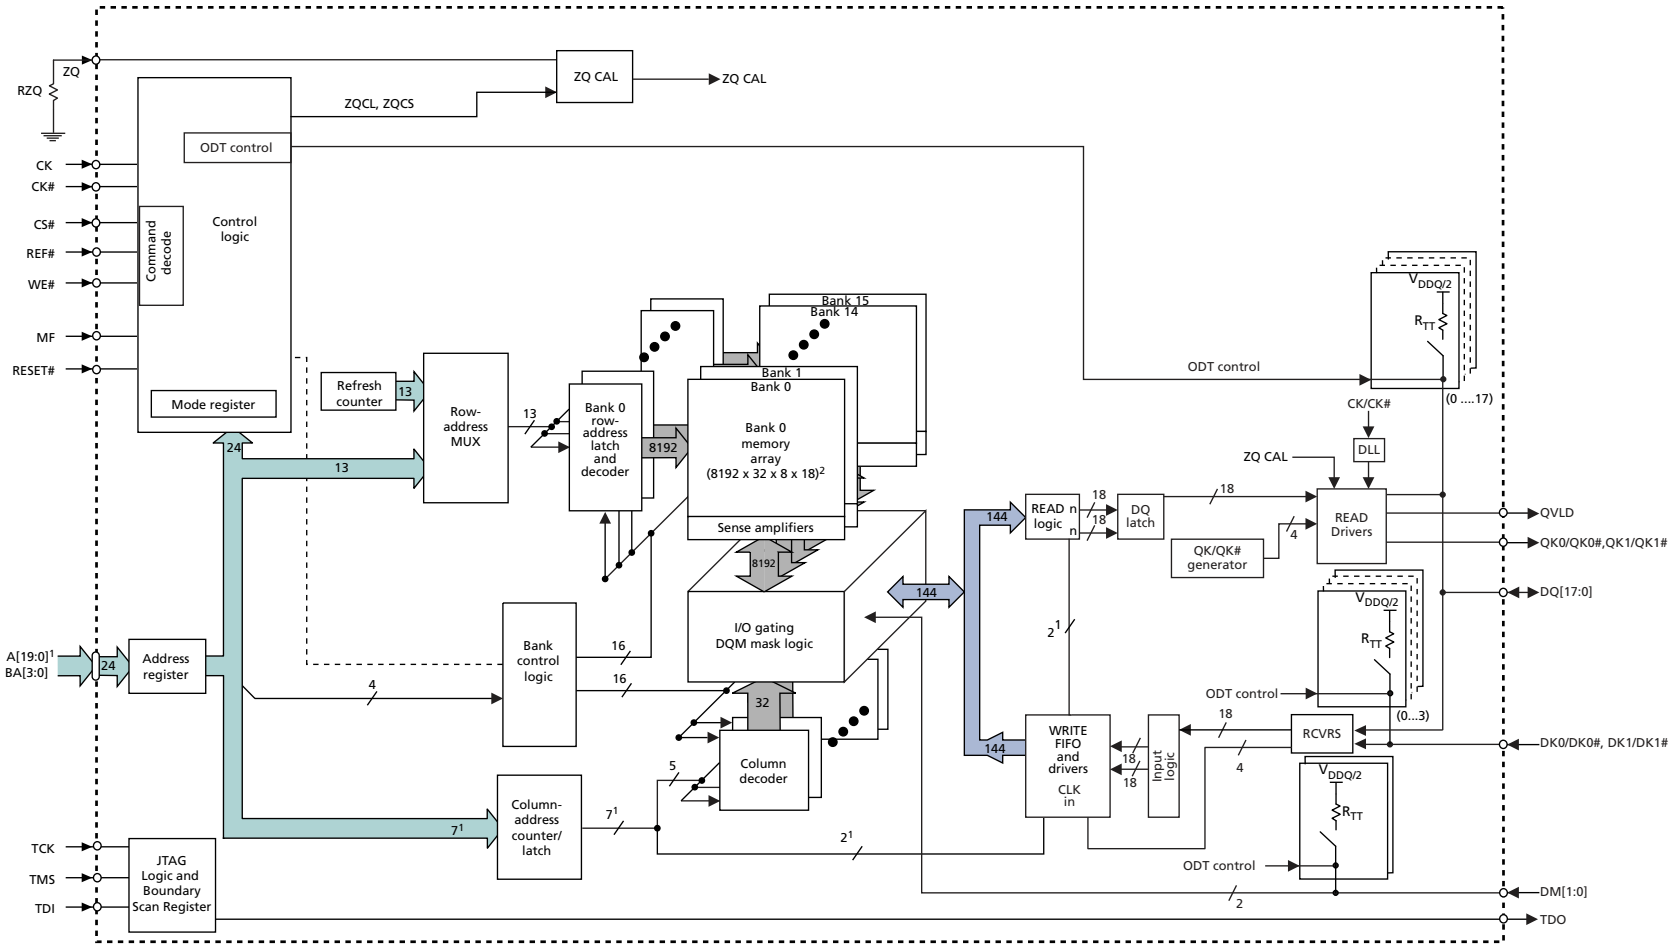 ZQ
RZQ
ZQ CAL
ZQ CAL
ZQCL, ZQCS
ODT control
CK
CK#
CS#
REF#
WE#
MF
RESET#
Command
decode
Control
logic
Mode register
24
13
Refresh
counter
13
Row-
address
MUX
13
Bank 0
row-
address
latch
and
decoder
8192
Bank 15
Bank 14
Bank 1
Bank 0
Bank 0
memory
array
(8192 x 32 x 8 x 18)²
Sense amplifiers
8192
I/O gating
DQM mask logic
32
Column
decoder
5
A[19:0]¹
BA[3:0]
24
Address
register
4
Bank
control
logic
16
16
7¹
Column-
address
counter/
latch
7¹
2¹
TCK
TMS
TDI
JTAG
Logic and
Boundary
Scan Register
144
144
144
READ
logic
n
n
18
18
DQ
latch
18
2¹
QK/QK#
generator
4
ZQ CAL
CK/CK#
DLL
READ
Drivers
ODT control
VDDQ/2
RTT
(0 ....17)
QVLD
QK0/QK0#,QK1/QK1#
DQ[17:0]
VDDQ/2
RTT
ODT control
(0...3)
WRITE
FIFO
and
drivers
CLK
in
18
18
Input
logic
18
4
RCVRS
DK0/DK0#, DK1/DK1#
VDDQ/2
RTT
ODT control
2
DM[1:0]
TDO